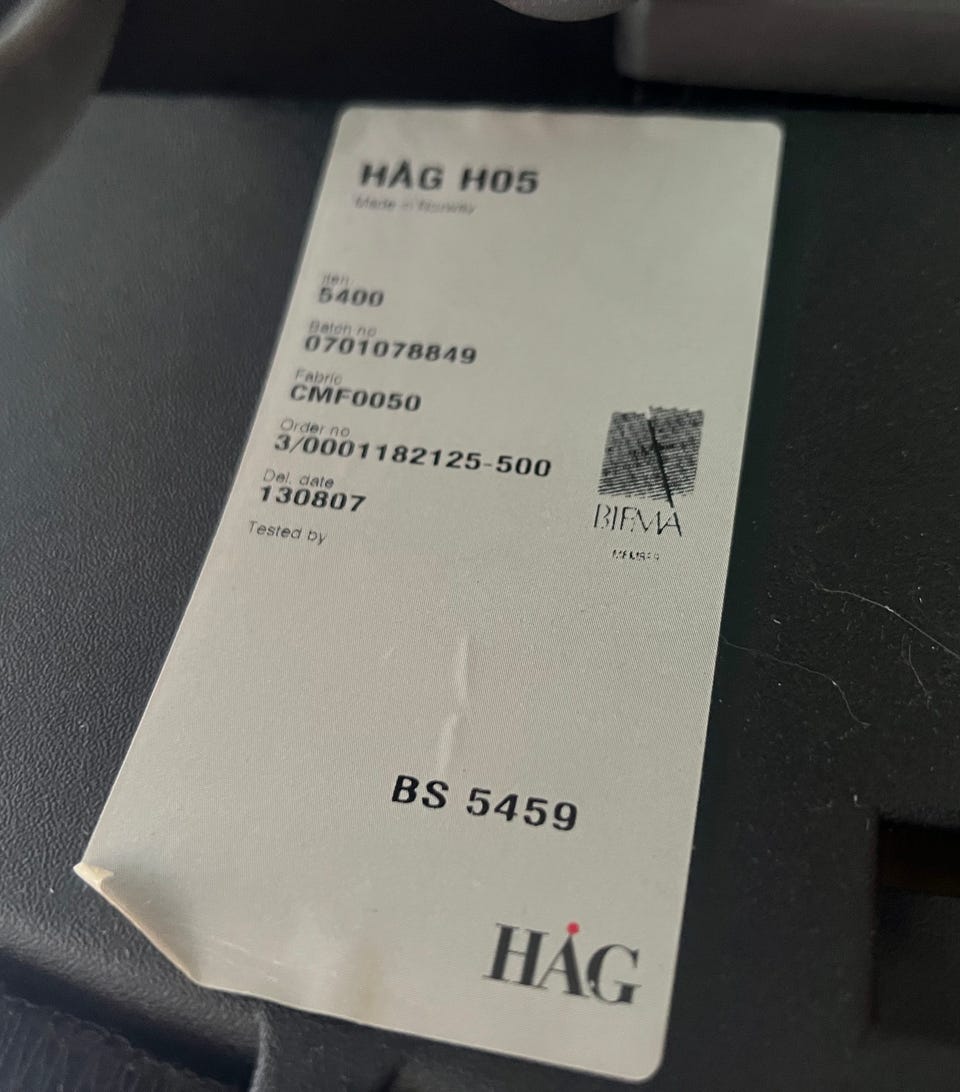 HÅG H05
Made in Norway
Item
5400
Batch no
0701078849
Fabric
CMF0050
Order no
3/0001182125-500
Del. date
130807
Tested by
BIFMA
MEMBER
BS 5459
HÅG